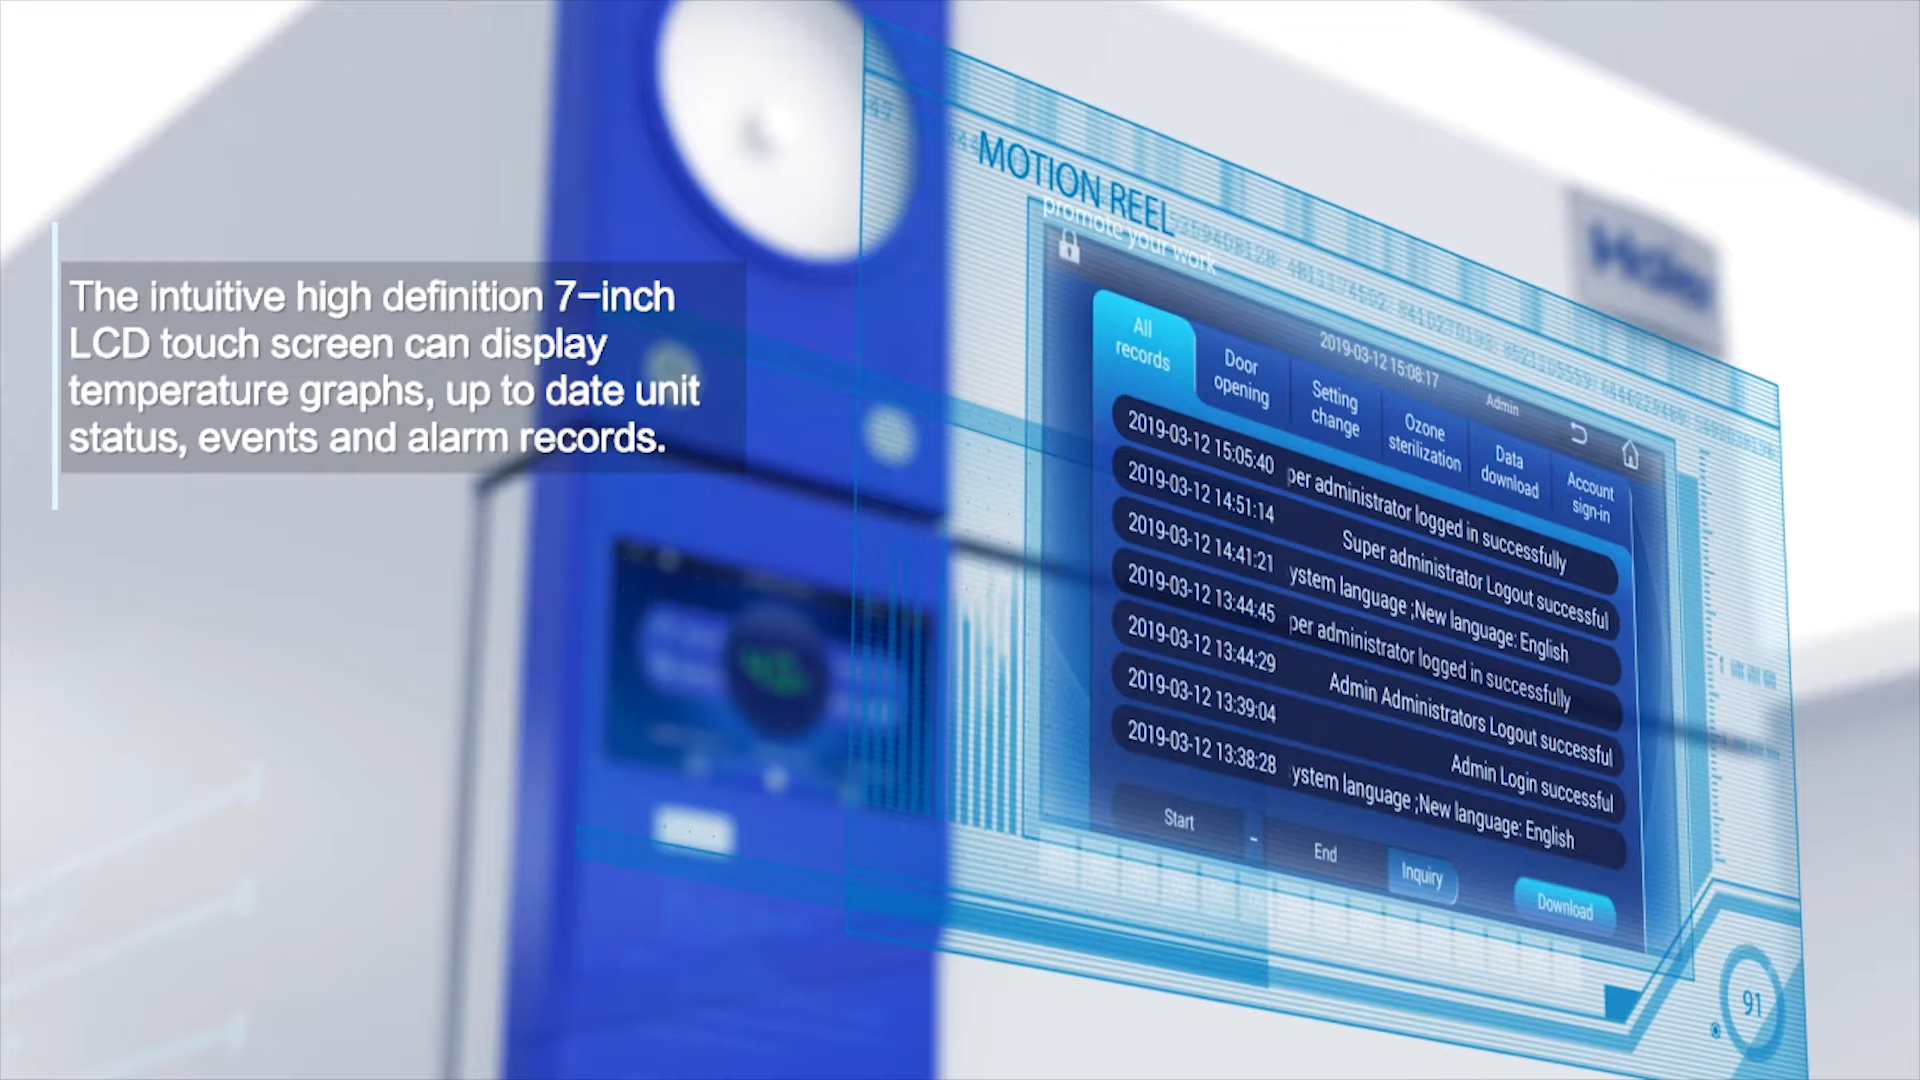 The intuitive high definition 7-inch
LCD touch screen can display
temperature graphs, up to date unit
status, events and alarm records.
MOTION REEL
promote your work
2019-03-12 15:08:17
Admin
All
records
Door
opening
Setting
change
Ozone
sterilization
Data
download
Account
sign-in
2019-03-12 15:05:40 per administrator logged in successfully
2019-03-12 14:51:14 Super administrator Logout successful
2019-03-12 14:41:21 ystem language ;New language: English
2019-03-12 13:44:45 per administrator logged in successfully
2019-03-12 13:44:29 Admin Administrators Logout successful
2019-03-12 13:39:04 Admin Login successful
2019-03-12 13:38:28 ystem language ;New language: English
Start - End Inquiry Download
91